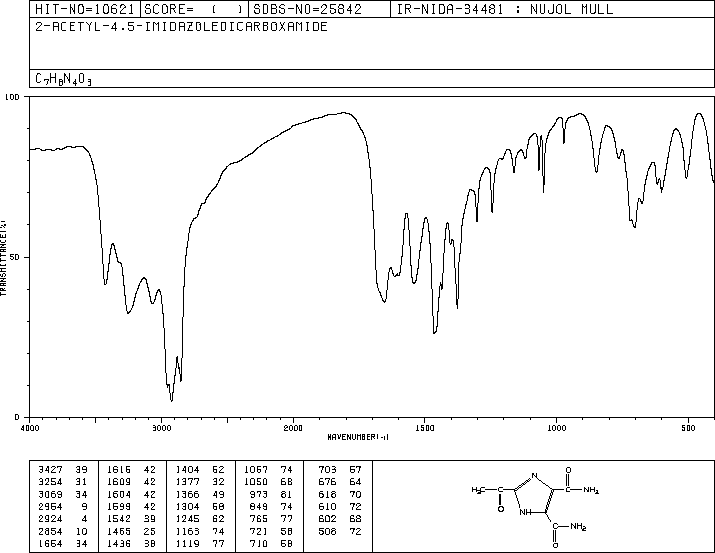 HIT-NO=10621 SCORE= ( ) SDBS-NO=25842 IR-NIDA-34481 : NUJOL MULL
2-ACETYL-4,5-IMIDAZOLEDICARBOXAMIDE
C7H8N4O3
100
TRANSMITTANCE(%)
50
0
4000 3000 2000 1500 1000 500
WAVENUMBER(-1)
3427 39 1616 42 1404 52 1067 74 703 57
3254 31 1609 42 1377 32 1050 68 676 64
3069 34 1604 42 1366 49 973 81 618 70
2954 9 1599 42 1304 58 849 74 610 72
2924 4 1542 39 1245 62 765 77 602 68
2854 10 1465 25 1163 74 721 58 508 72
1654 34 1436 38 1119 77 710 58
O
H3C N C NH2
C
O NH C NH2
O